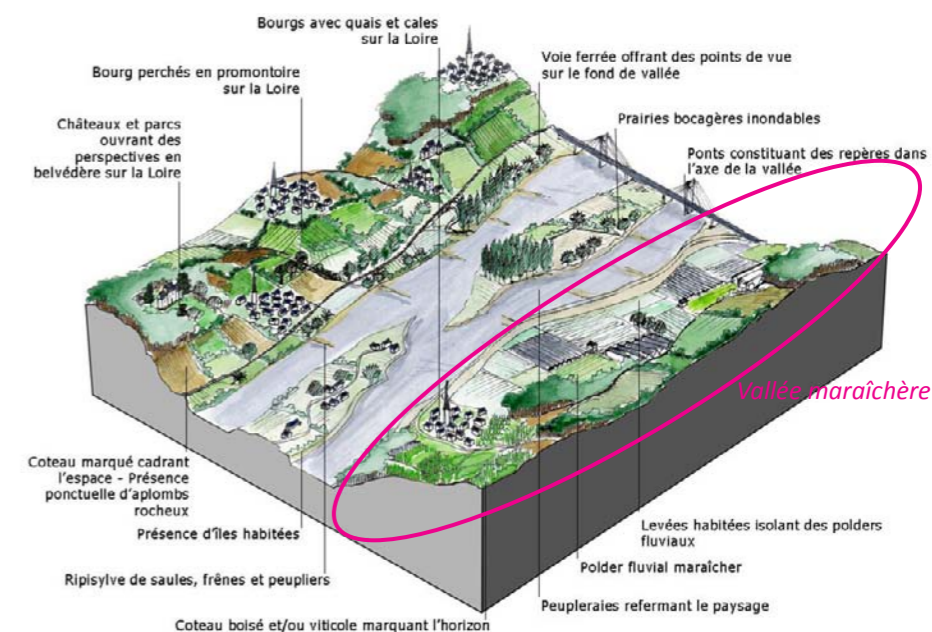 Bourgs avec quais et cales
sur la Loire
Voie ferrée offrant des points de vue
sur le fond de vallée
Bourg perchés en promontoire
sur la Loire
Prairies bocagères inondables
Châteaux et parcs
ouvrant des
perspectives en
belvédère sur la Loire
Ponts constituant des repères dans
l'axe de la vallée
Vallée maraîchère
Coteau marqué cadrant
l'espace - Présence
ponctuelle d'aplombs
rocheux
Présence d'îles habitées
Ripisylve de saules, frênes et peupliers
Coteau boisé et/ou viticole marquant l'horizon
Levées habitées isolant des polders
fluviaux
Polder fluvial maraîcher
Peupleraies refermant le paysage